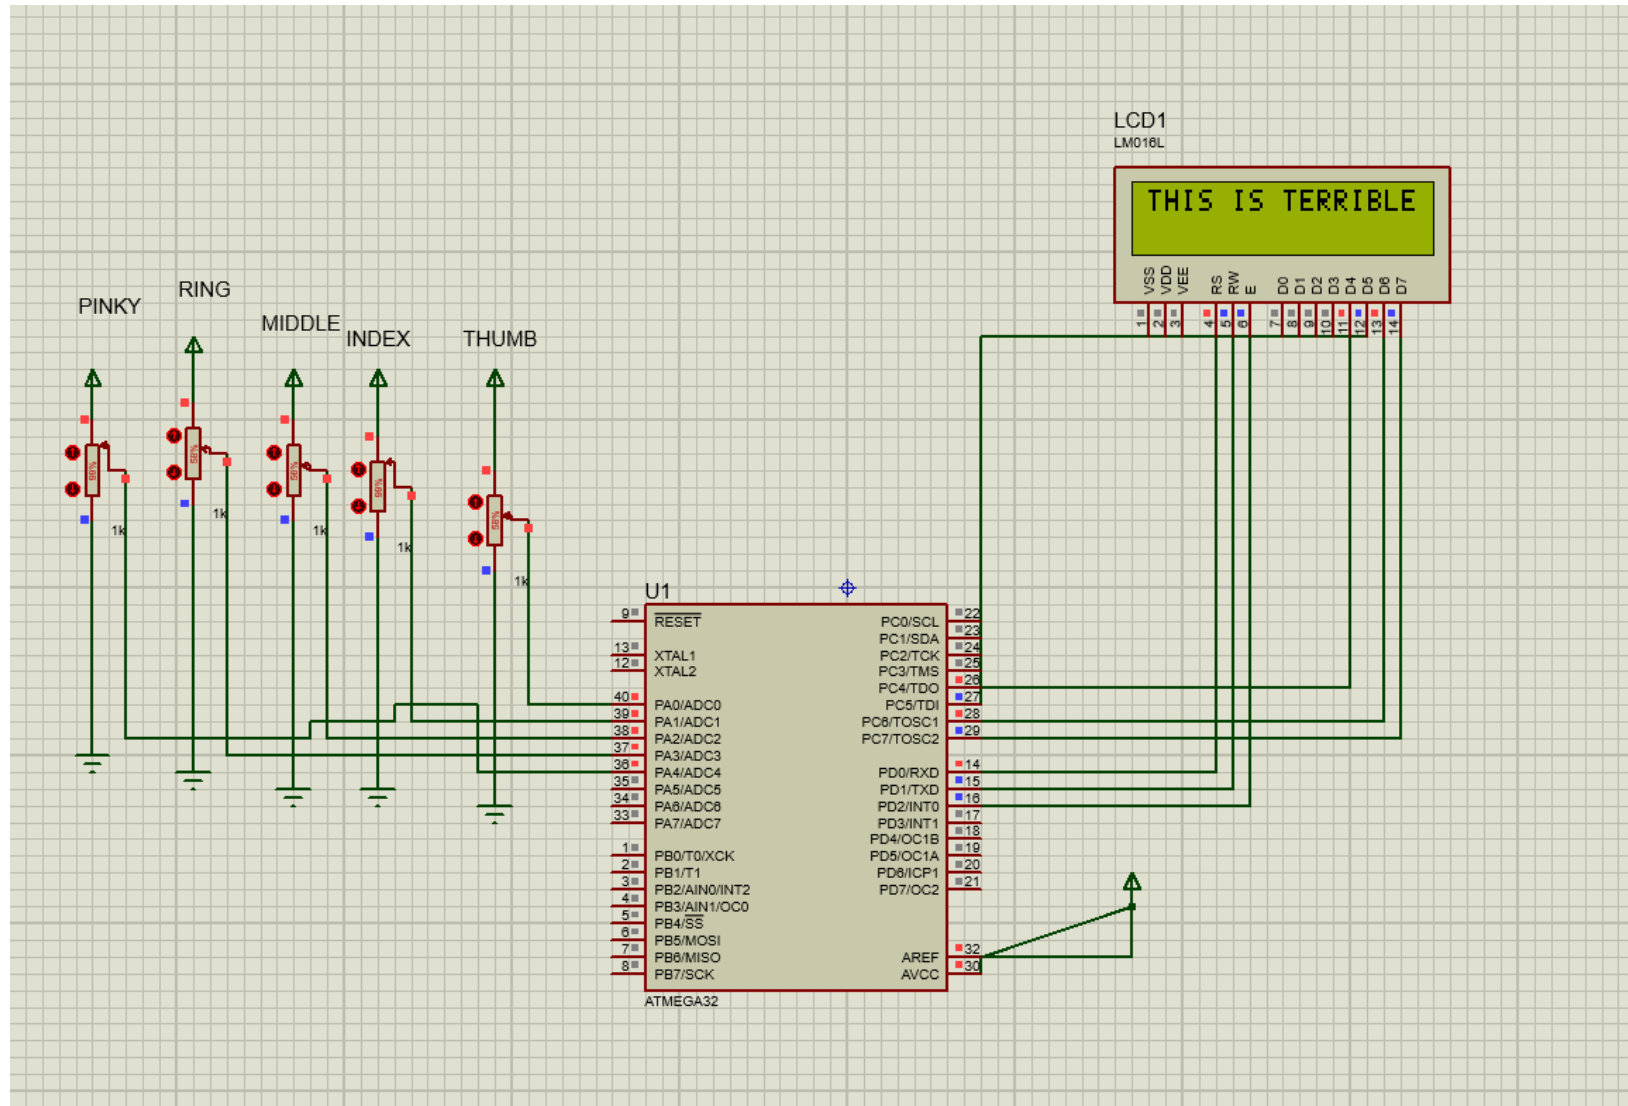 LCD1
LM016L
THIS IS TERRIBLE
VSS
VDD
VEE
RS
RW
E
D0
D1
D2
D3
D4
D5
D6
D7
1
2
3
4
5
6
7
8
9
10
11
12
13
14
PINKY
RING
MIDDLE
INDEX
THUMB
99%
56%
56%
99%
56%
1k
1k
1k
1k
1k
U1
9 RESET
13 XTAL1
12 XTAL2
40 PA0/ADC0
39 PA1/ADC1
38 PA2/ADC2
37 PA3/ADC3
36 PA4/ADC4
35 PA5/ADC5
34 PA6/ADC6
33 PA7/ADC7
1 PB0/T0/XCK
2 PB1/T1
3 PB2/AIN0/INT2
4 PB3/AIN1/OC0
5 PB4/SS
6 PB5/MOSI
7 PB6/MISO
8 PB7/SCK
PC0/SCL 22
PC1/SDA 23
PC2/TCK 24
PC3/TMS 25
PC4/TDO 26
PC5/TDI 27
PC6/TOSC1 28
PC7/TOSC2 29
PD0/RXD 14
PD1/TXD 15
PD2/INT0 16
PD3/INT1 17
PD4/OC1B 18
PD5/OC1A 19
PD6/ICP1 20
PD7/OC2 21
AREF 32
AVCC 30
ATMEGA32